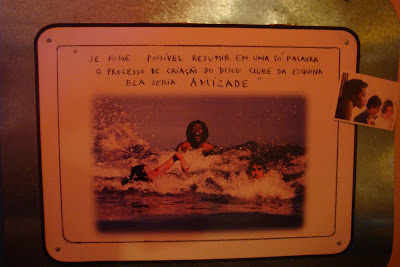 "SE FOSSE POSSÍVEL RESUMIR EM UMA SÓ PALAVRA
O PROCESSO DE CRIAÇÃO DO DISCO CLUBE DA ESQUINA
ELA SERIA AMIZADE"